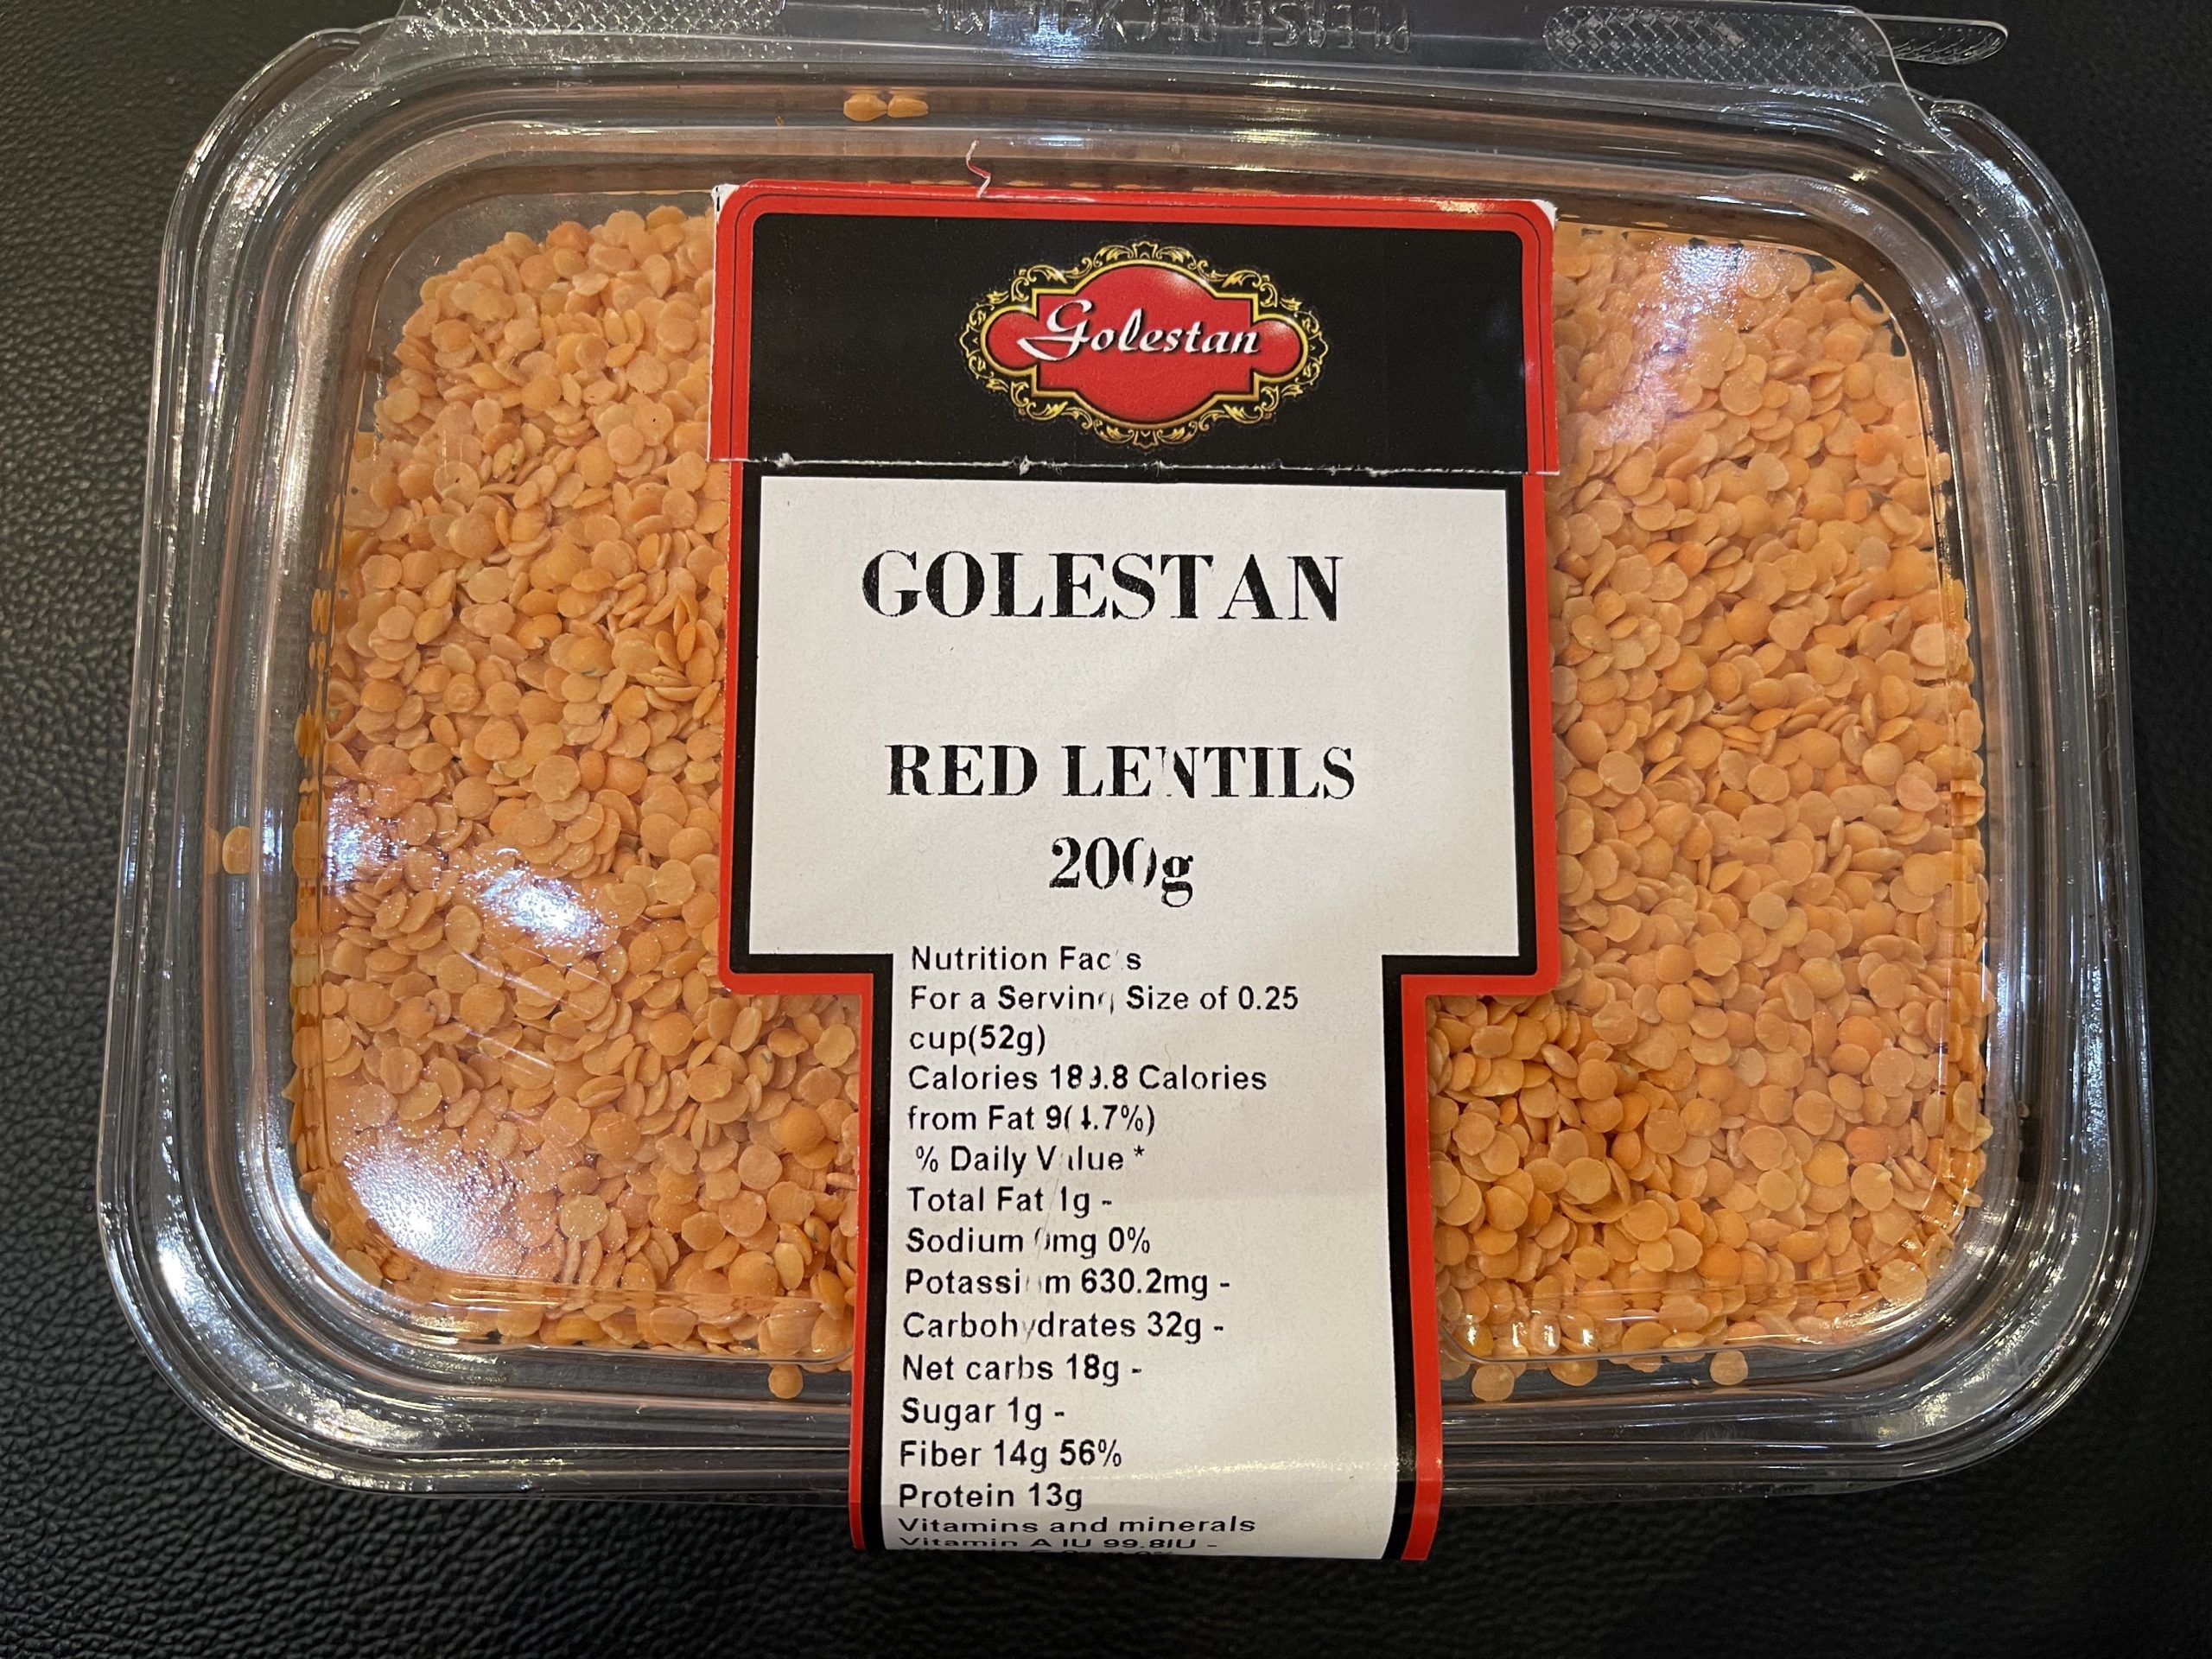 Golestan
GOLESTAN
RED LENTILS
200g
Nutrition Facts
For a Serving Size of 0.25
cup(52g)
Calories 189.8 Calories
from Fat 9(4.7%)
% Daily Value *
Total Fat 1g -
Sodium 0mg 0%
Potassium 630.2mg -
Carbohydrates 32g -
Net carbs 18g -
Sugar 1g -
Fiber 14g 56%
Protein 13g
Vitamins and minerals
Vitamin A IU 99.8IU -